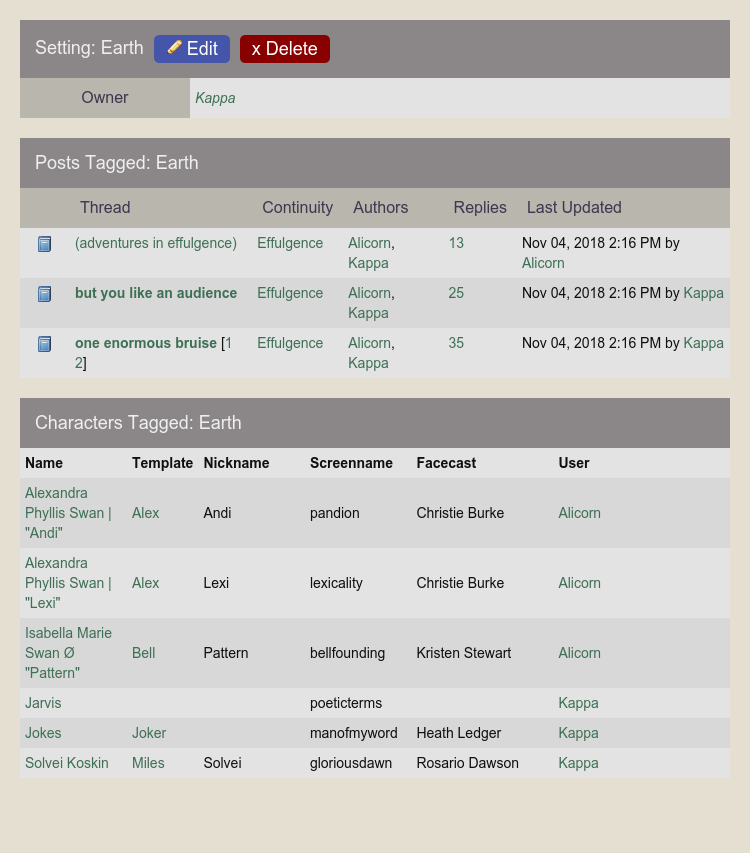 Setting: Earth Edit x Delete
Owner Kappa
Posts Tagged: Earth
Thread Continuity Authors Replies Last Updated
(adventures in effulgence) Effulgence Alicorn, 13 Nov 04, 2018 2:16 PM by
Kappa Alicorn
but you like an audience Effulgence Alicorn, 25 Nov 04, 2018 2:16 PM by Kappa
Kappa
one enormous bruise [1 Effulgence Alicorn, 35 Nov 04, 2018 2:16 PM by Kappa
2] Kappa
Characters Tagged: Earth
Name Template Nickname Screenname Facecast User
Alexandra
Phyllis Swan | Alex Andi pandion Christie Burke Alicorn
"Andi"
Alexandra
Phyllis Swan | Alex Lexi lexicality Christie Burke Alicorn
"Lexi"
Isabella Marie
Swan Ø Bell Pattern bellfounding Kristen Stewart Alicorn
"Pattern"
Jarvis poeticterms Kappa
Jokes Joker manofmyword Heath Ledger Kappa
Solvei Koskin Miles Solvei gloriousdawn Rosario Dawson Kappa